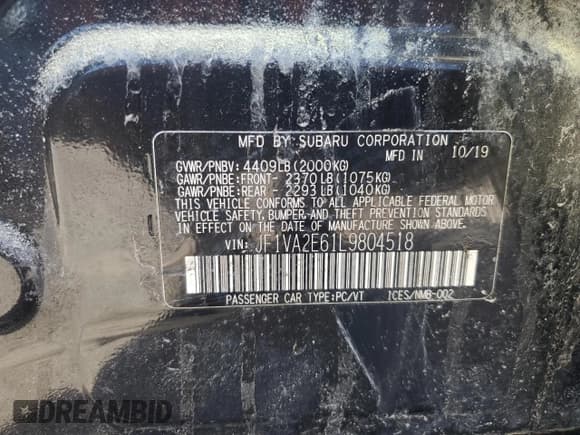 MFD BY SUBARU CORPORATION 10/19
GVWR/PNBV: 4409LB(2000KG)
GAWR/PNBE:FRONT- 2370LB(1075KG)
GAWR/PNBE:REAR - 2293LB(1040KG)
THIS VEHICLE CONFORMS TO ALL APPLICABLE FEDERAL MOTOR
VEHICLE SAFETY, BUMPER, AND THEFT PREVENTION STANDARDS
IN EFFECT ON THE DATE OF MANUFACTURE SHOWN ABOVE.
VIN: JF1VA2E61L9804518
PASSENGER CAR TYPE:PC/VT ICES/NMB-002
DREAMBID